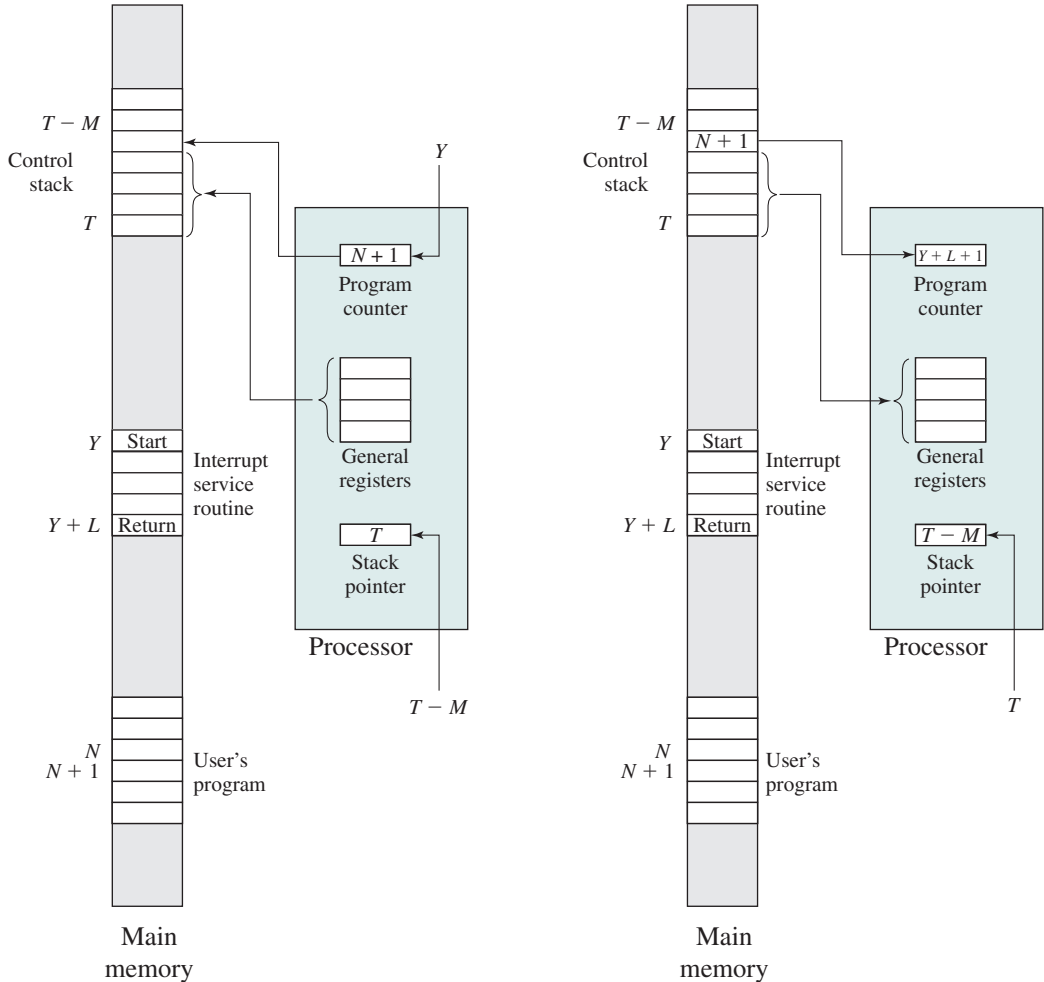 T − M
Control
stack
T
Y
N + 1
Program
counter
General
registers
Y
Start
Interrupt
service
routine
Y + L
Return
T
Stack
pointer
Processor
T − M
N
N + 1
User's
program
Main
memory
T − M
N + 1
Control
stack
T
Y + L + 1
Program
counter
General
registers
Y
Start
Interrupt
service
routine
Y + L
Return
T − M
Stack
pointer
Processor
T
N
N + 1
User's
program
Main
memory